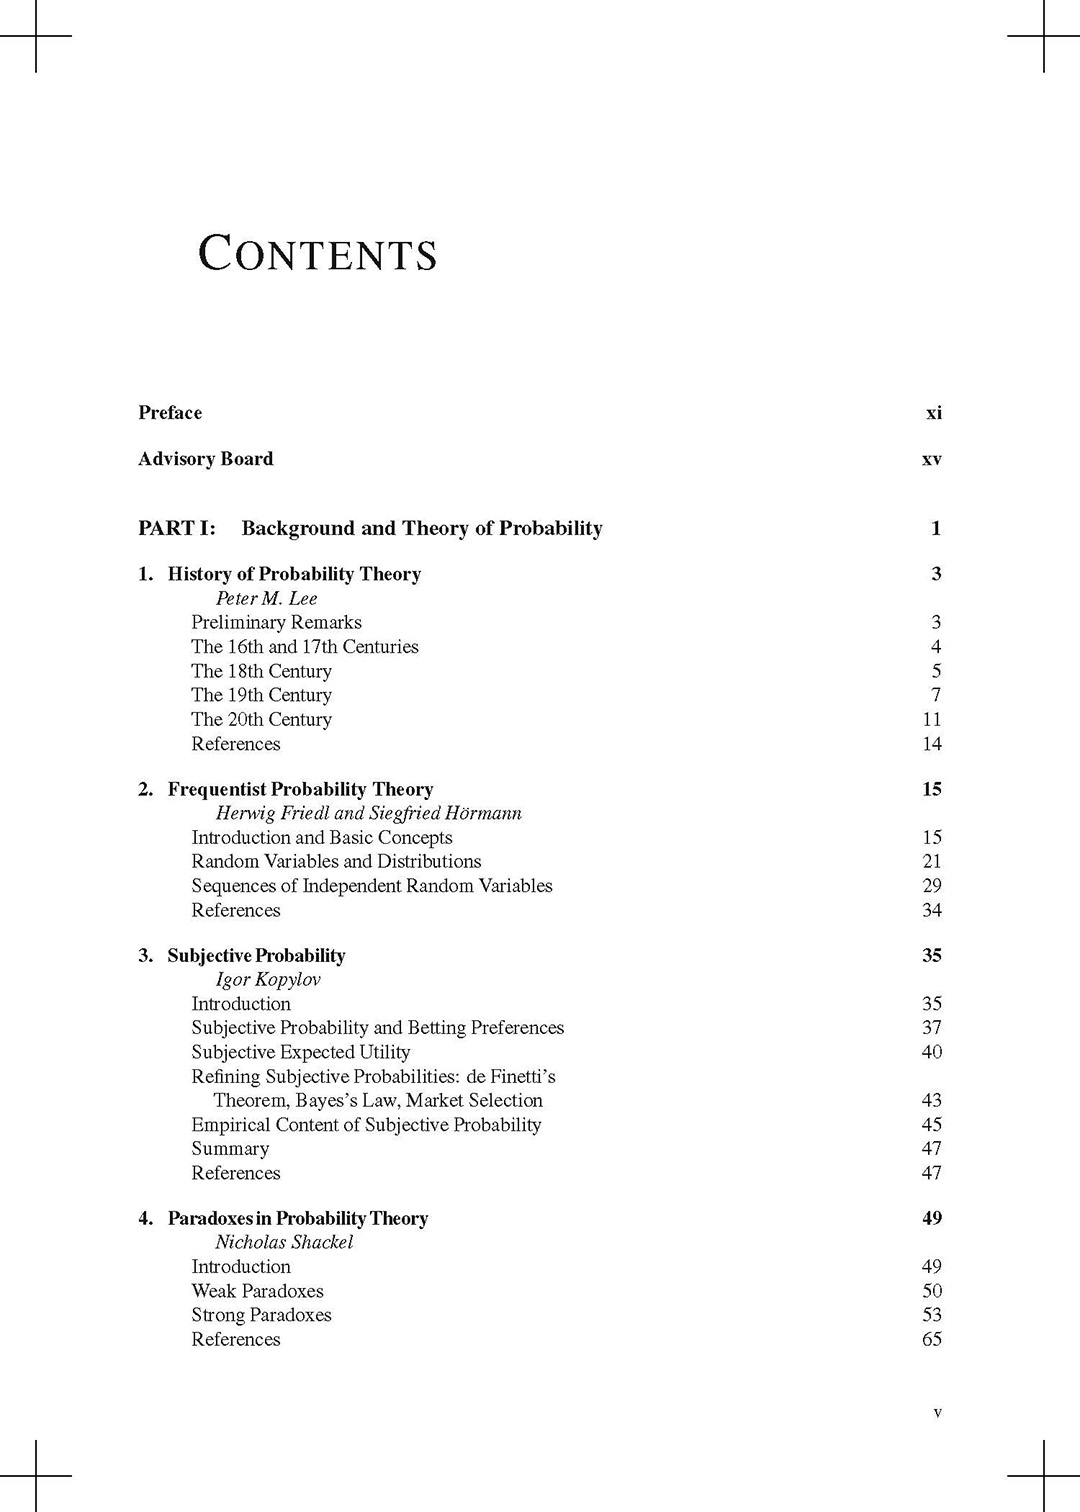 CONTENTS
Preface xi
Advisory Board xv
PART I: Background and Theory of Probability 1
1. History of Probability Theory 3
Peter M. Lee
Preliminary Remarks 3
The 16th and 17th Centuries 4
The 18th Century 5
The 19th Century 7
The 20th Century 11
References 14
2. Frequentist Probability Theory 15
Herwig Friedl and Siegfried Hörmann
Introduction and Basic Concepts 15
Random Variables and Distributions 21
Sequences of Independent Random Variables 29
References 34
3. Subjective Probability 35
Igor Kopylov
Introduction 35
Subjective Probability and Betting Preferences 37
Subjective Expected Utility 40
Refining Subjective Probabilities: de Finetti's
Theorem, Bayes's Law, Market Selection 43
Empirical Content of Subjective Probability 45
Summary 47
References 47
4. Paradoxes in Probability Theory 49
Nicholas Shackel
Introduction 49
Weak Paradoxes 50
Strong Paradoxes 53
References 65
v